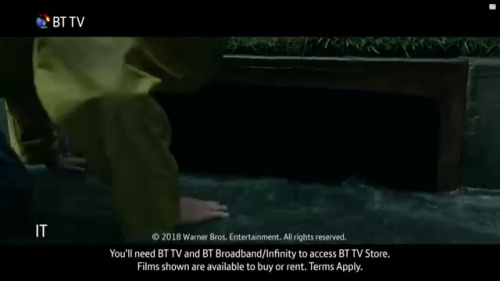 BT TV
IT
© 2018 Warner Bros. Entertainment. All rights reserved.
You'll need BT TV and BT Broadband/Infinity to access BT TV Store.
Films shown are available to buy or rent. Terms Apply.